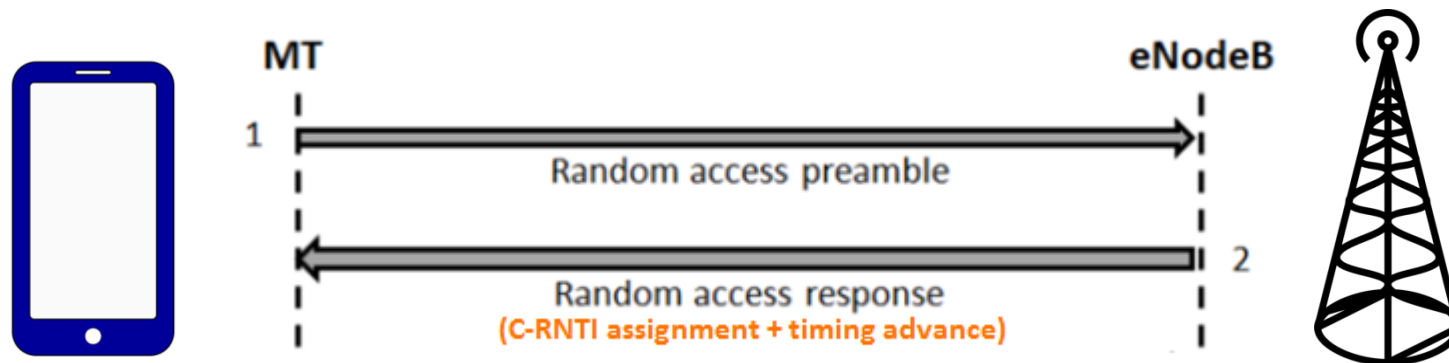 MT
eNodeB
1
Random access preamble
2
Random access response
(C-RNTI assignment + timing advance)